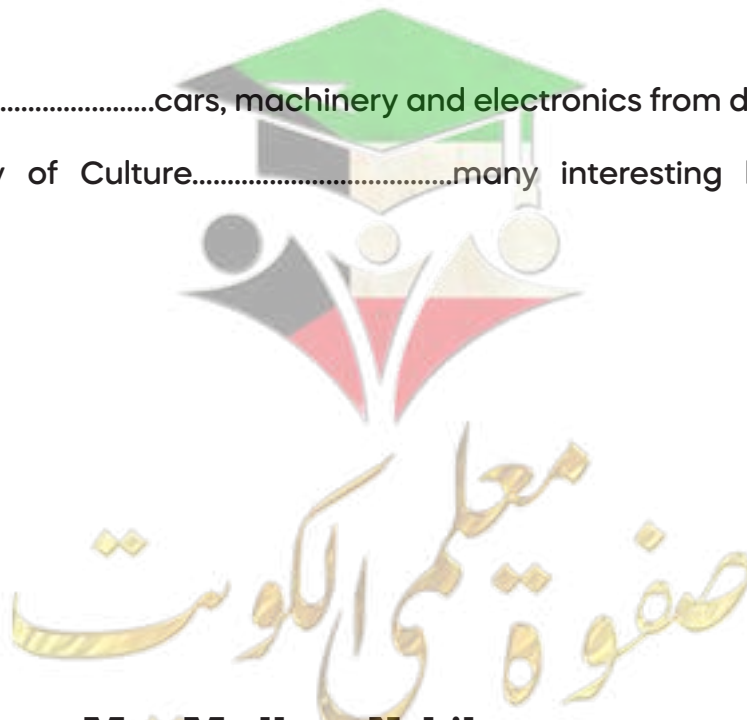 ........................cars, machinery and electronics from d
of Culture....................................many interesting
صفوة معلمي الكويت